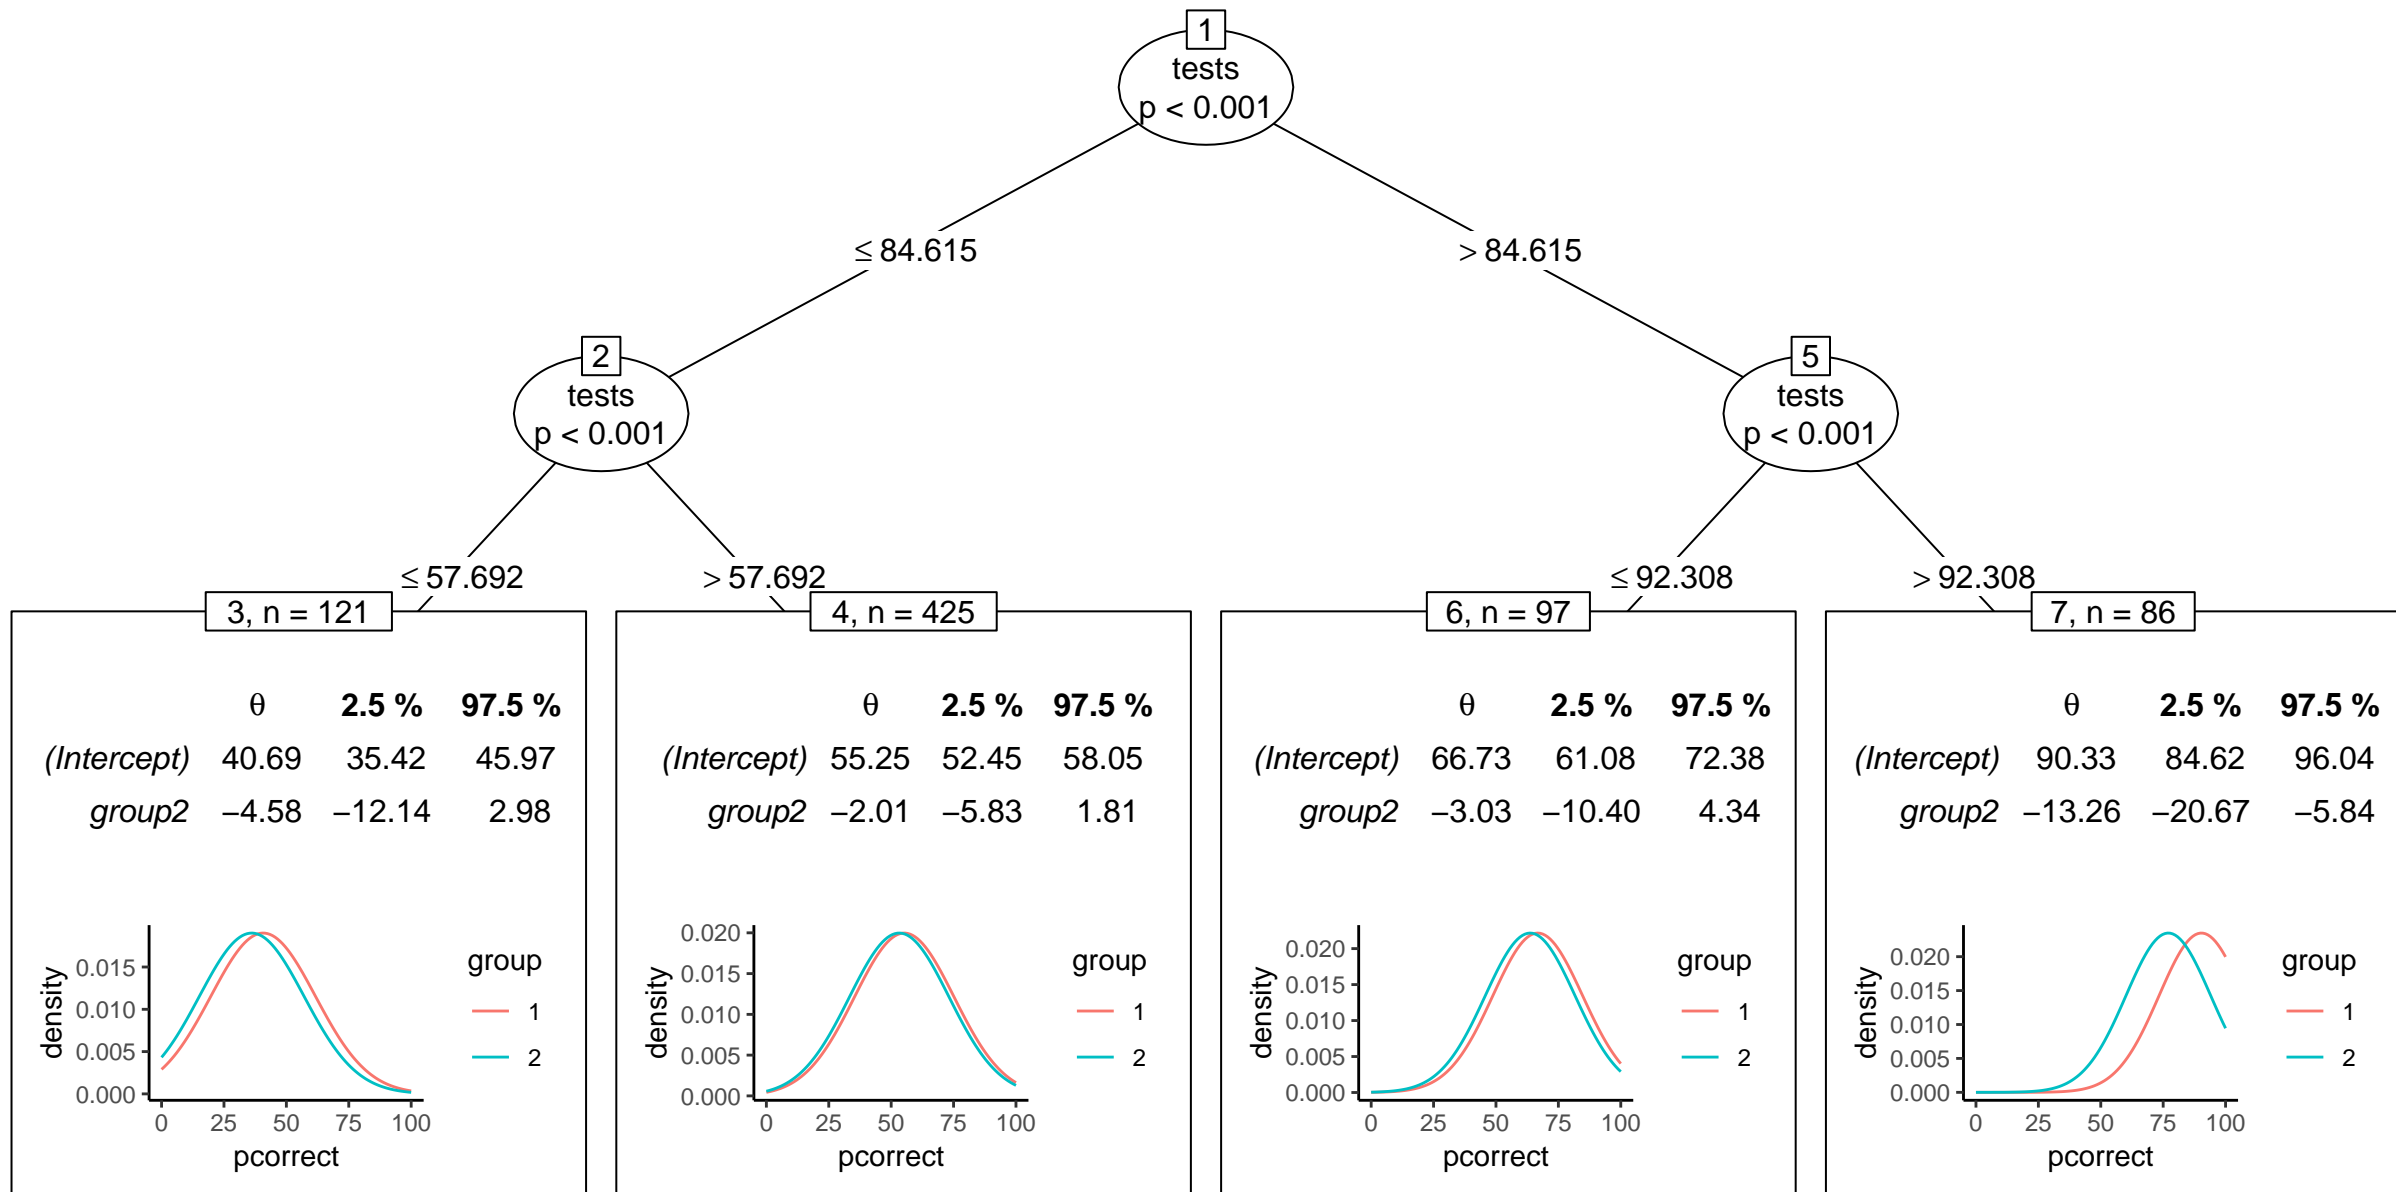 1
tests
p < 0.001
≤ 84.615
> 84.615
2
tests
p < 0.001
5
tests
p < 0.001
≤ 57.692
> 57.692
≤ 92.308
> 92.308
3, n = 121
θ 2.5 % 97.5 %
(Intercept) 40.69 35.42 45.97
group2 −4.58 −12.14 2.98
density
0.015
0.010
0.005
0.000
0 25 50 75 100
pcorrect
group
1
2
4, n = 425
θ 2.5 % 97.5 %
(Intercept) 55.25 52.45 58.05
group2 −2.01 −5.83 1.81
density
0.020
0.015
0.010
0.005
0.000
0 25 50 75 100
pcorrect
group
1
2
6, n = 97
θ 2.5 % 97.5 %
(Intercept) 66.73 61.08 72.38
group2 −3.03 −10.40 4.34
density
0.020
0.015
0.010
0.005
0.000
0 25 50 75 100
pcorrect
group
1
2
7, n = 86
θ 2.5 % 97.5 %
(Intercept) 90.33 84.62 96.04
group2 −13.26 −20.67 −5.84
density
0.020
0.015
0.010
0.005
0.000
0 25 50 75 100
pcorrect
group
1
2